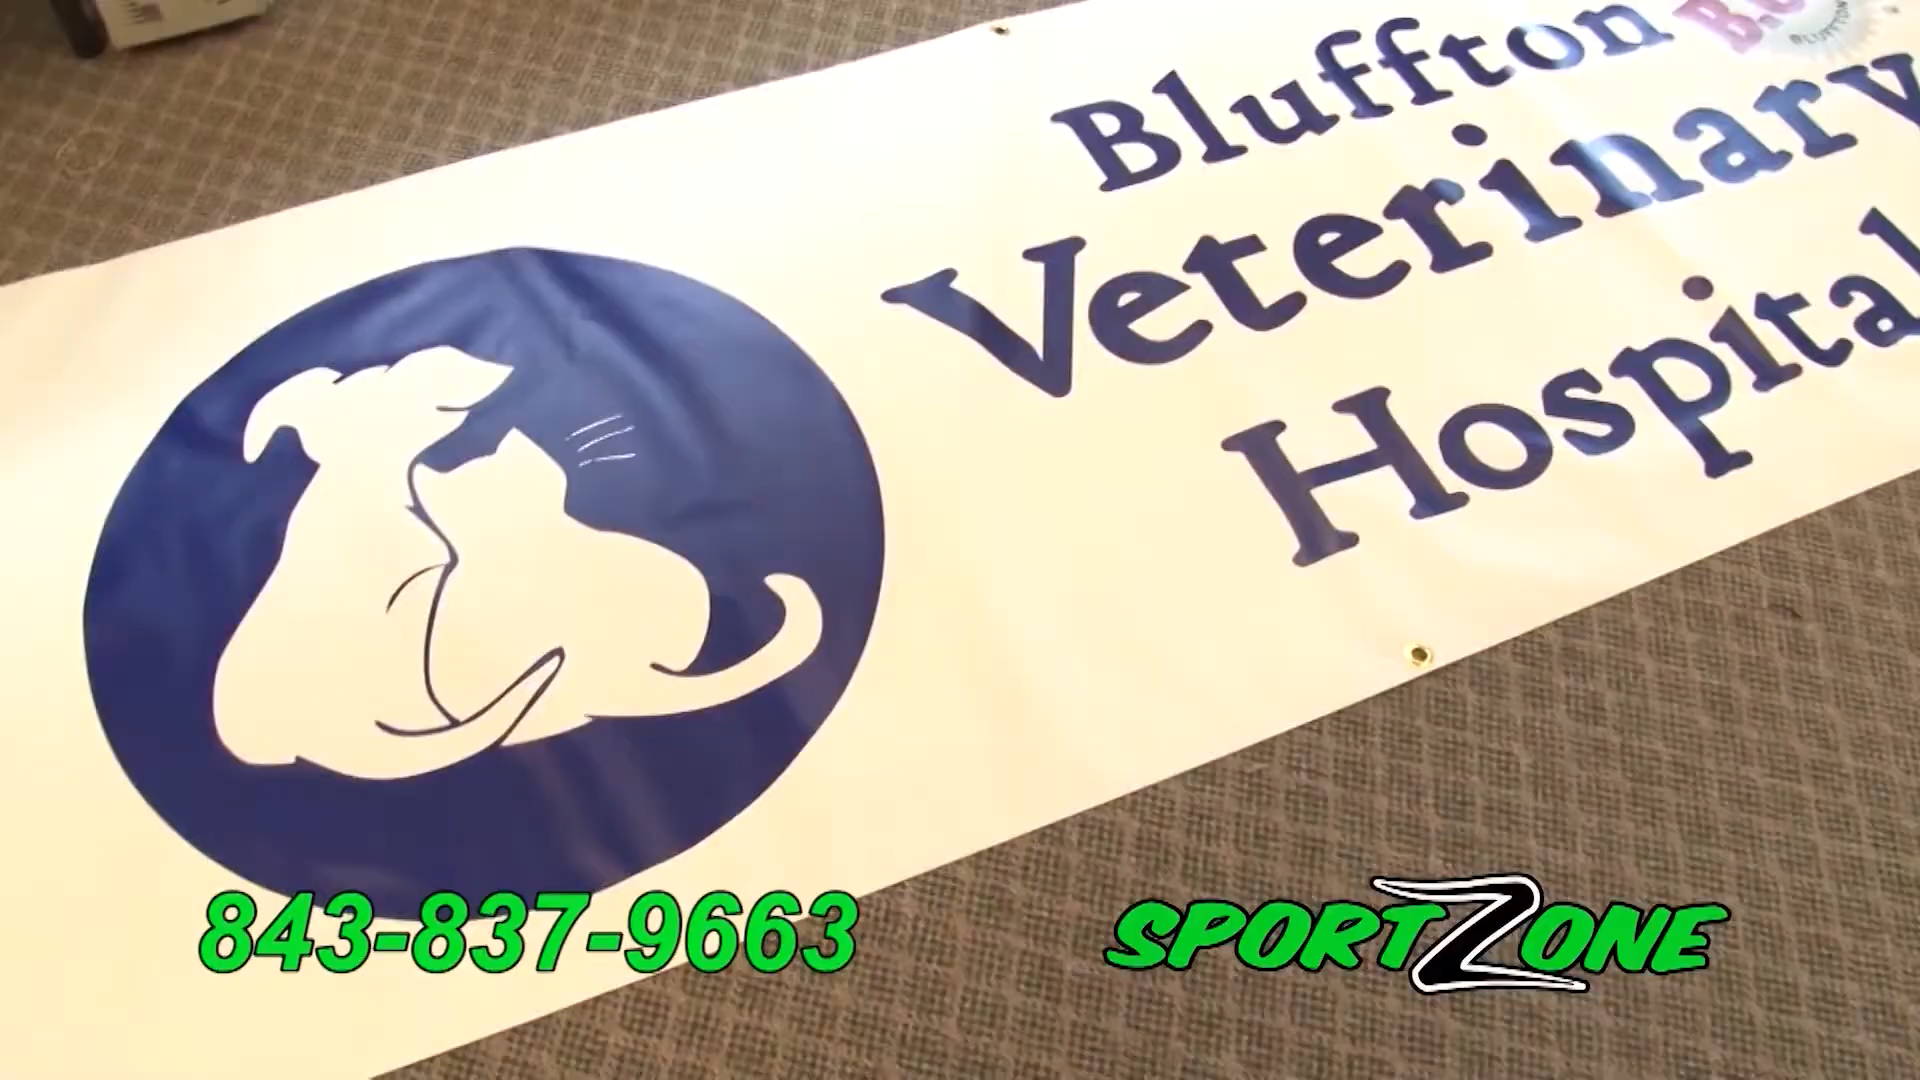 Bluffton
Veterinary
Hospital
843-837-9663
SPORTZONE